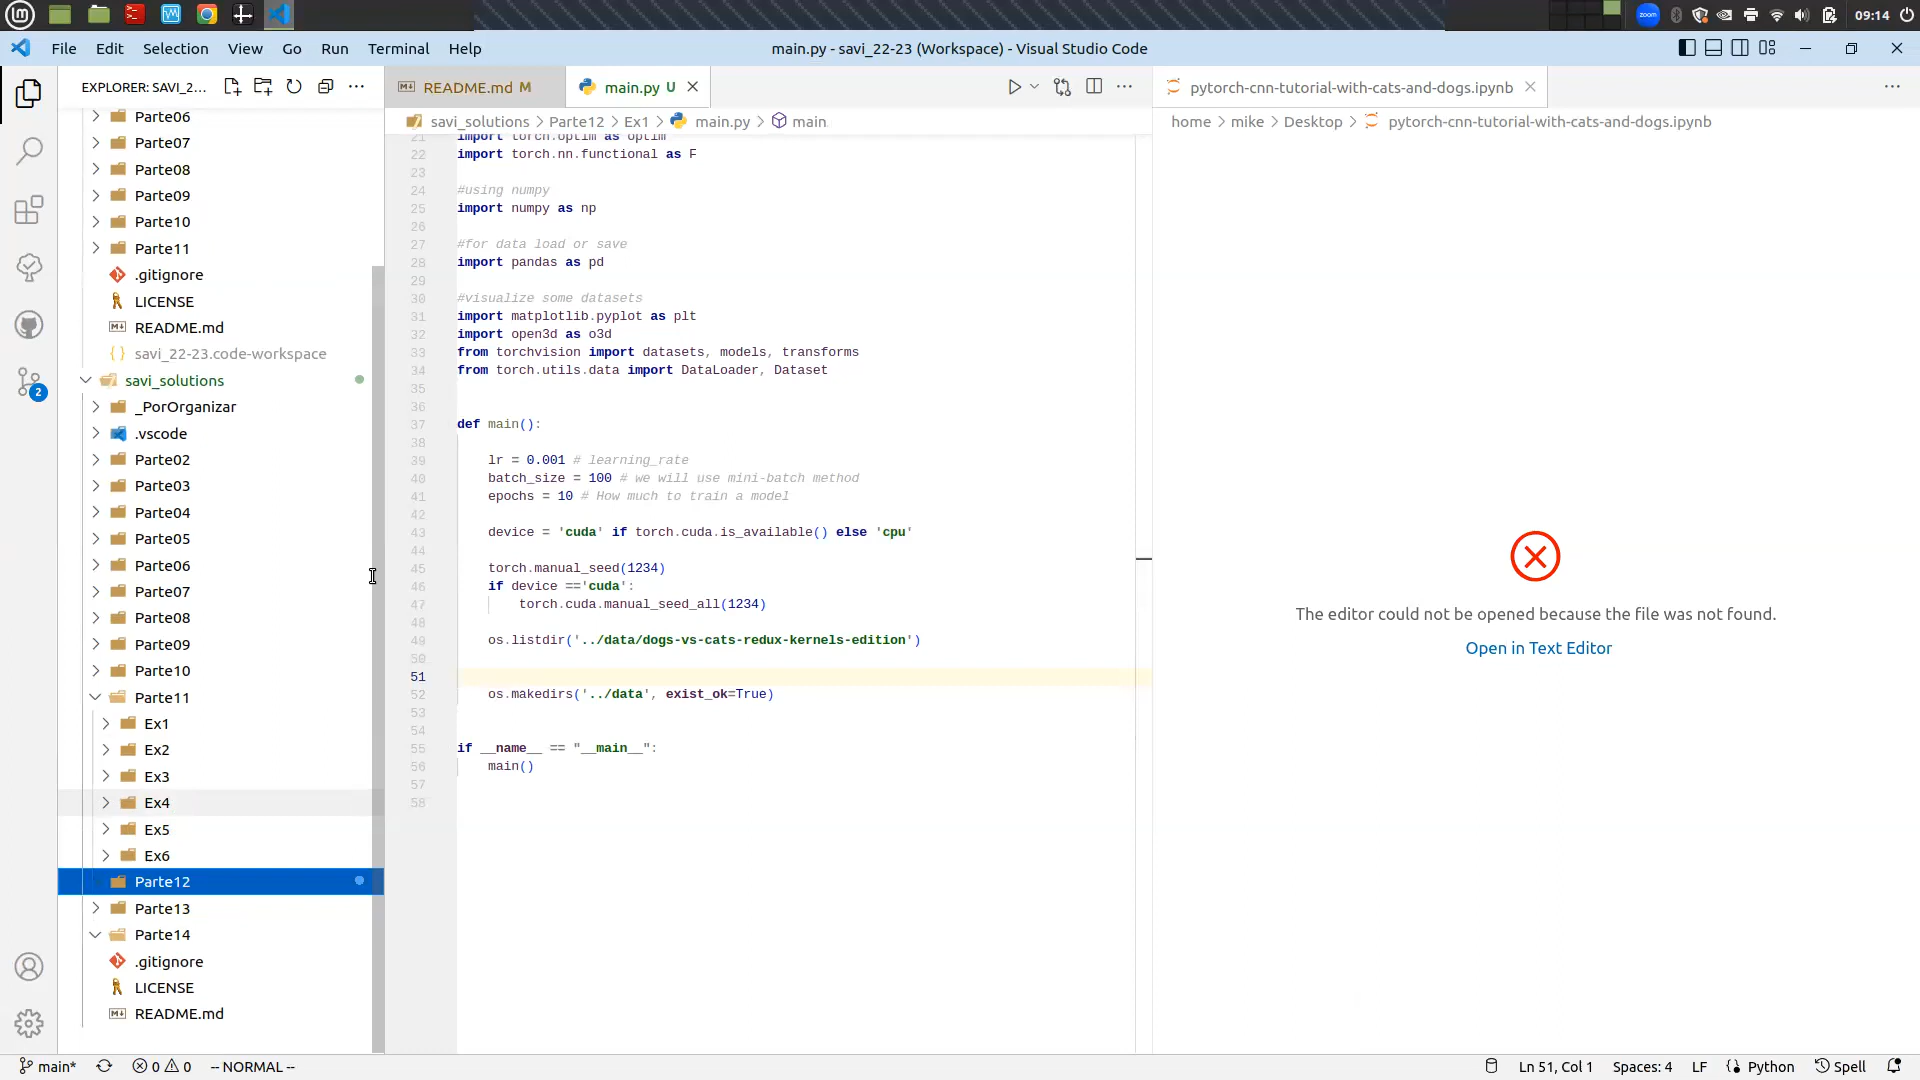 zoom
09:14
File Edit Selection View Go Run Terminal Help
main.py - savi_22-23 (Workspace) - Visual Studio Code
EXPLORER: SAVI_2...
README.md M
main.py U
pytorch-cnn-tutorial-with-cats-and-dogs.ipynb
savi_solutions > Parte12 > Ex1 > main.py > main
home > mike > Desktop > pytorch-cnn-tutorial-with-cats-and-dogs.ipynb
Parte06
Parte07
Parte08
Parte09
Parte10
Parte11
.gitignore
LICENSE
README.md
savi_22-23.code-workspace
savi_solutions
_PorOrganizar
.vscode
Parte02
Parte03
Parte04
Parte05
Parte06
Parte07
Parte08
Parte09
Parte10
Parte11
Ex1
Ex2
Ex3
Ex4
Ex5
Ex6
Parte12
Parte13
Parte14
.gitignore
LICENSE
README.md
2
21 import torch.optim as optim
22 import torch.nn.functional as F
23
24 #using numpy
25 import numpy as np
26
27 #for data load or save
28 import pandas as pd
29
30 #visualize some datasets
31 import matplotlib.pyplot as plt
32 import open3d as o3d
33 from torchvision import datasets, models, transforms
34 from torch.utils.data import DataLoader, Dataset
35
36
37 def main():
38
39 lr = 0.001 # learning_rate
40 batch_size = 100 # we will use mini-batch method
41 epochs = 10 # How much to train a model
42
43 device = 'cuda' if torch.cuda.is_available() else 'cpu'
44
45 torch.manual_seed(1234)
46 if device =='cuda':
47 torch.cuda.manual_seed_all(1234)
48
49 os.listdir('../data/dogs-vs-cats-redux-kernels-edition')
50
51
52 os.makedirs('../data', exist_ok=True)
53
54
55 if __name__ == "__main__":
56 main()
57
58
The editor could not be opened because the file was not found.
Open in Text Editor
main* 0 0 -- NORMAL --
Ln 51, Col 1 Spaces: 4 LF Python Spell